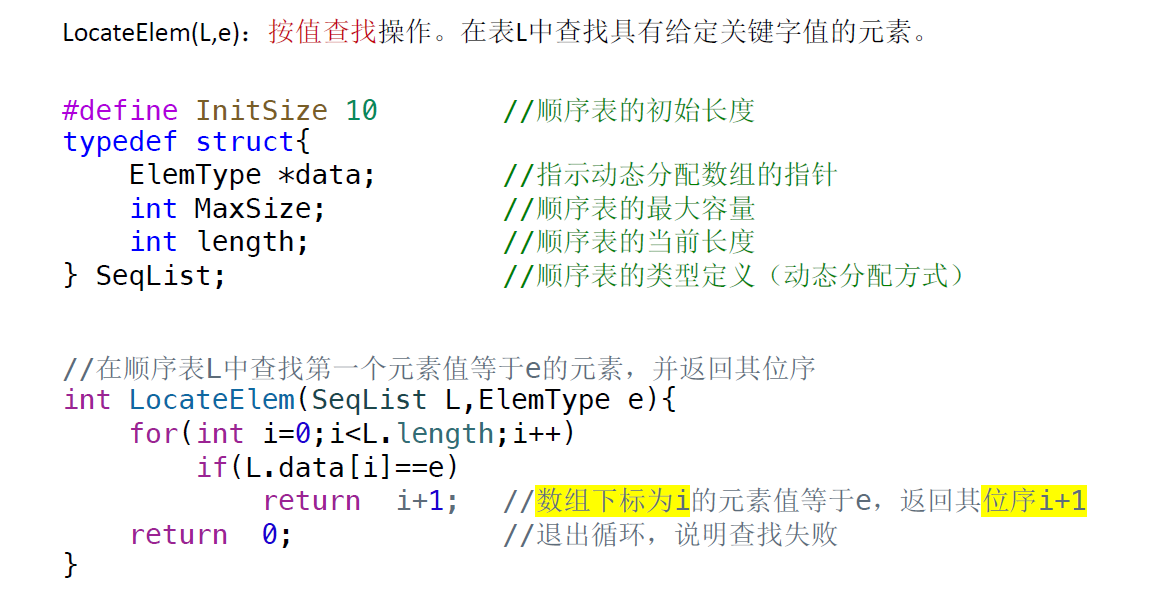 LocateElem(L,e)：按值查找操作。在表L中查找具有给定关键字值的元素。
#define InitSize 10 //顺序表的初始长度
typedef struct{
ElemType *data; //指示动态分配数组的指针
int MaxSize; //顺序表的最大容量
int length; //顺序表的当前长度
} SeqList; //顺序表的类型定义（动态分配方式）
//在顺序表L中查找第一个元素值等于e的元素，并返回其位序
int LocateElem(SeqList L,ElemType e){
for(int i=0;i<L.length;i++)
if(L.data[i]==e)
return i+1; //数组下标为i的元素值等于e，返回其位序i+1
return 0; //退出循环，说明查找失败
}